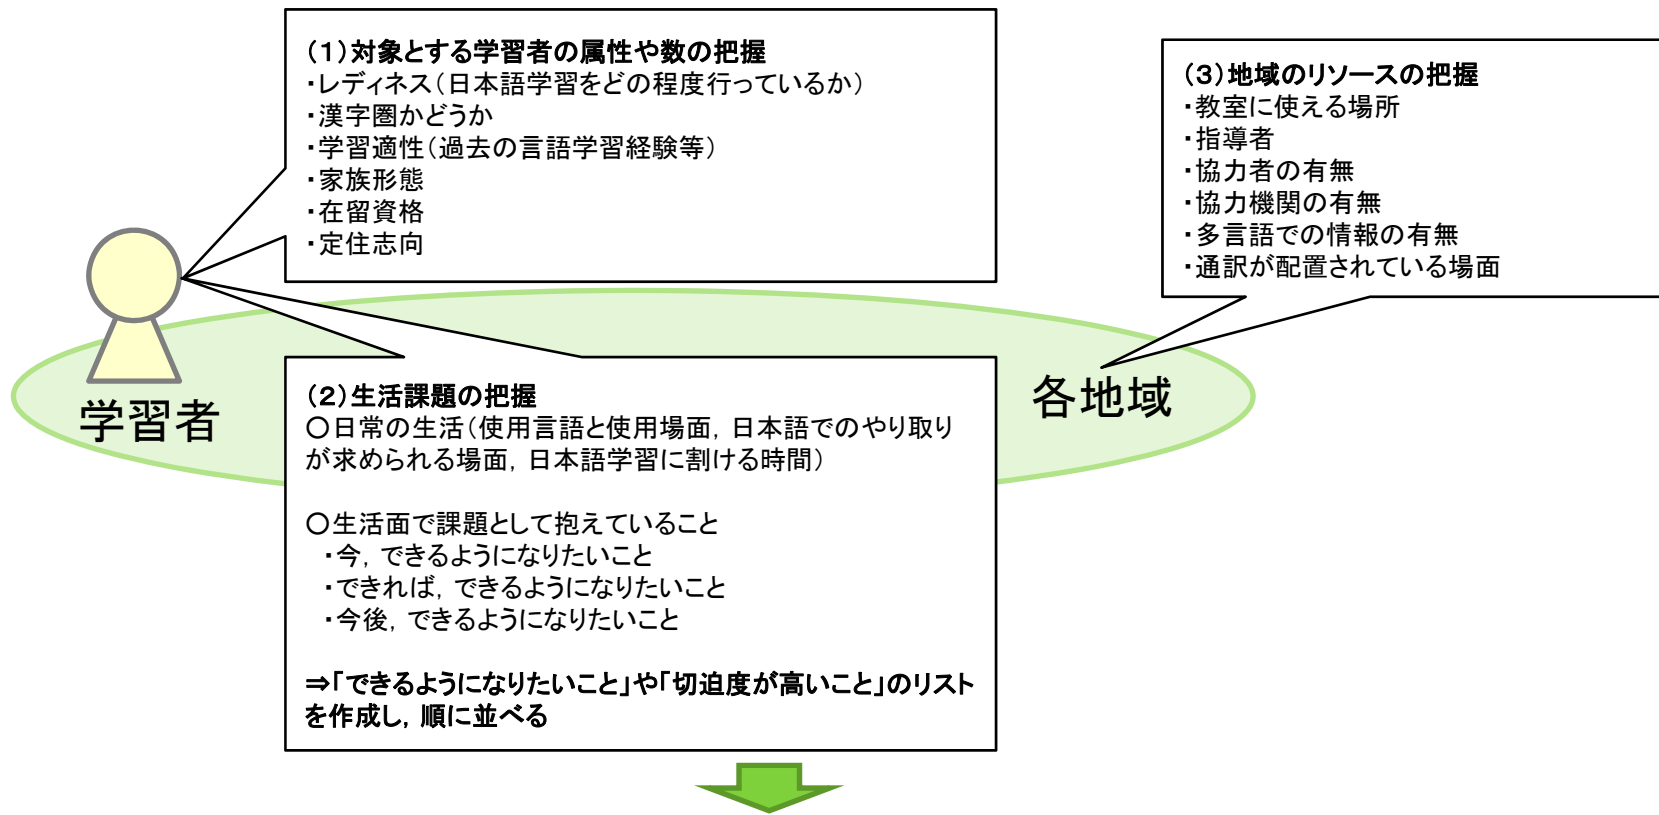 （1）対象とする学習者の属性や数の把握
・レディネス（日本語学習をどの程度行っているか）
・漢字圏かどうか
・学習適性（過去の言語学習経験等）
・家族形態
・在留資格
・定住志向
（3）地域のリソースの把握
・教室に使える場所
・指導者
・協力者の有無
・協力機関の有無
・多言語での情報の有無
・通訳が配置されている場面
学習者
各地域
（2）生活課題の把握
○日常の生活（使用言語と使用場面，日本語でのやり取り
が求められる場面，日本語学習に割ける時間）
○生活面で課題として抱えていること
・今，できるようになりたいこと
・できれば，できるようになりたいこと
・今後，できるようになりたいこと
⇒「できるようになりたいこと」や「切迫度が高いこと」のリスト
を作成し，順に並べる